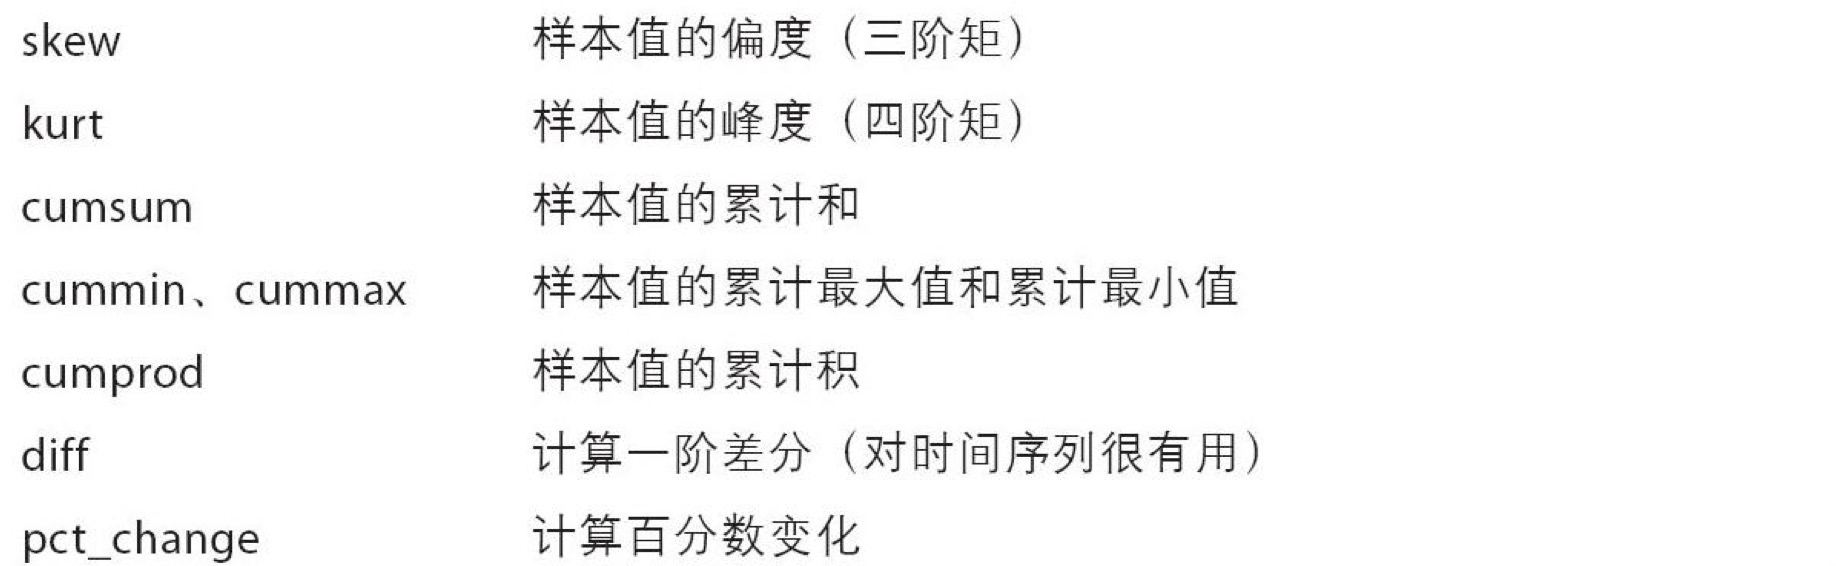 skew 样本值的偏度（三阶矩）
kurt 样本值的峰度（四阶矩）
cumsum 样本值的累计和
cummin、cummax 样本值的累计最大值和累计最小值
cumprod 样本值的累计积
diff 计算一阶差分（对时间序列很有用）
pct_change 计算百分数变化